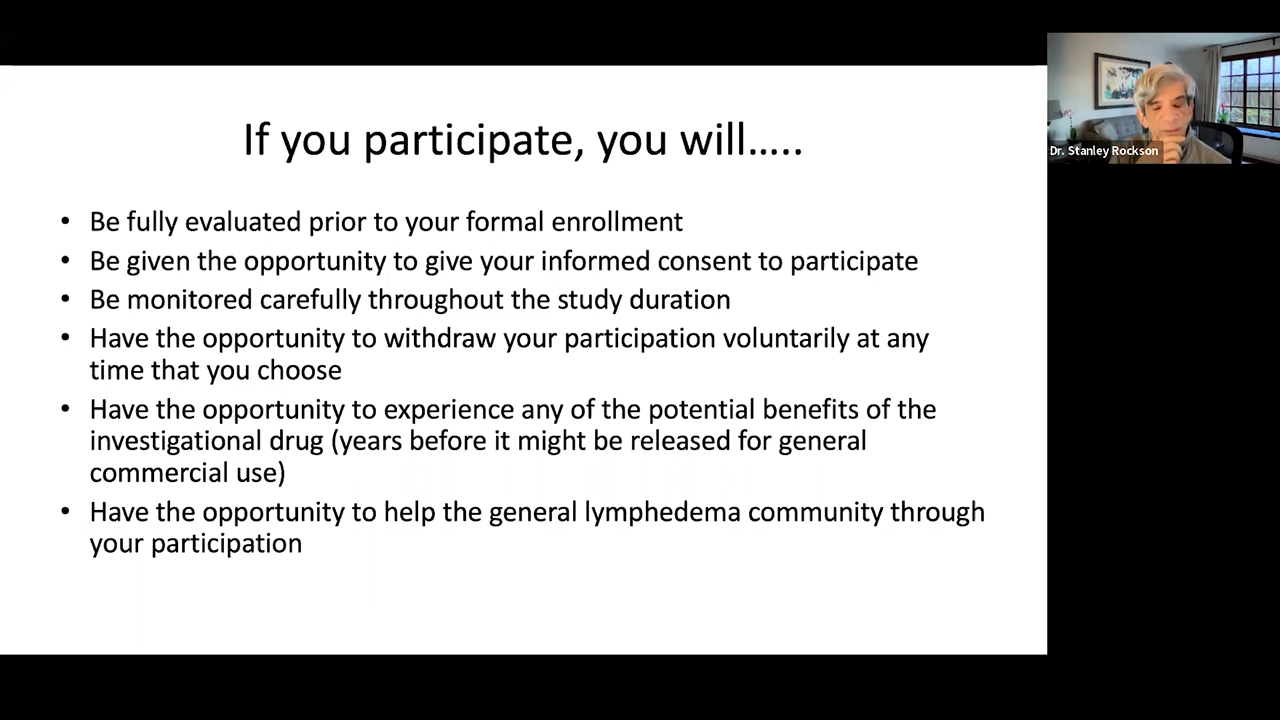 If you participate, you will.....
• Be fully evaluated prior to your formal enrollment
• Be given the opportunity to give your informed consent to participate
• Be monitored carefully throughout the study duration
• Have the opportunity to withdraw your participation voluntarily at any
time that you choose
• Have the opportunity to experience any of the potential benefits of the
investigational drug (years before it might be released for general
commercial use)
• Have the opportunity to help the general lymphedema community through
your participation
Dr. Stanley Rockson